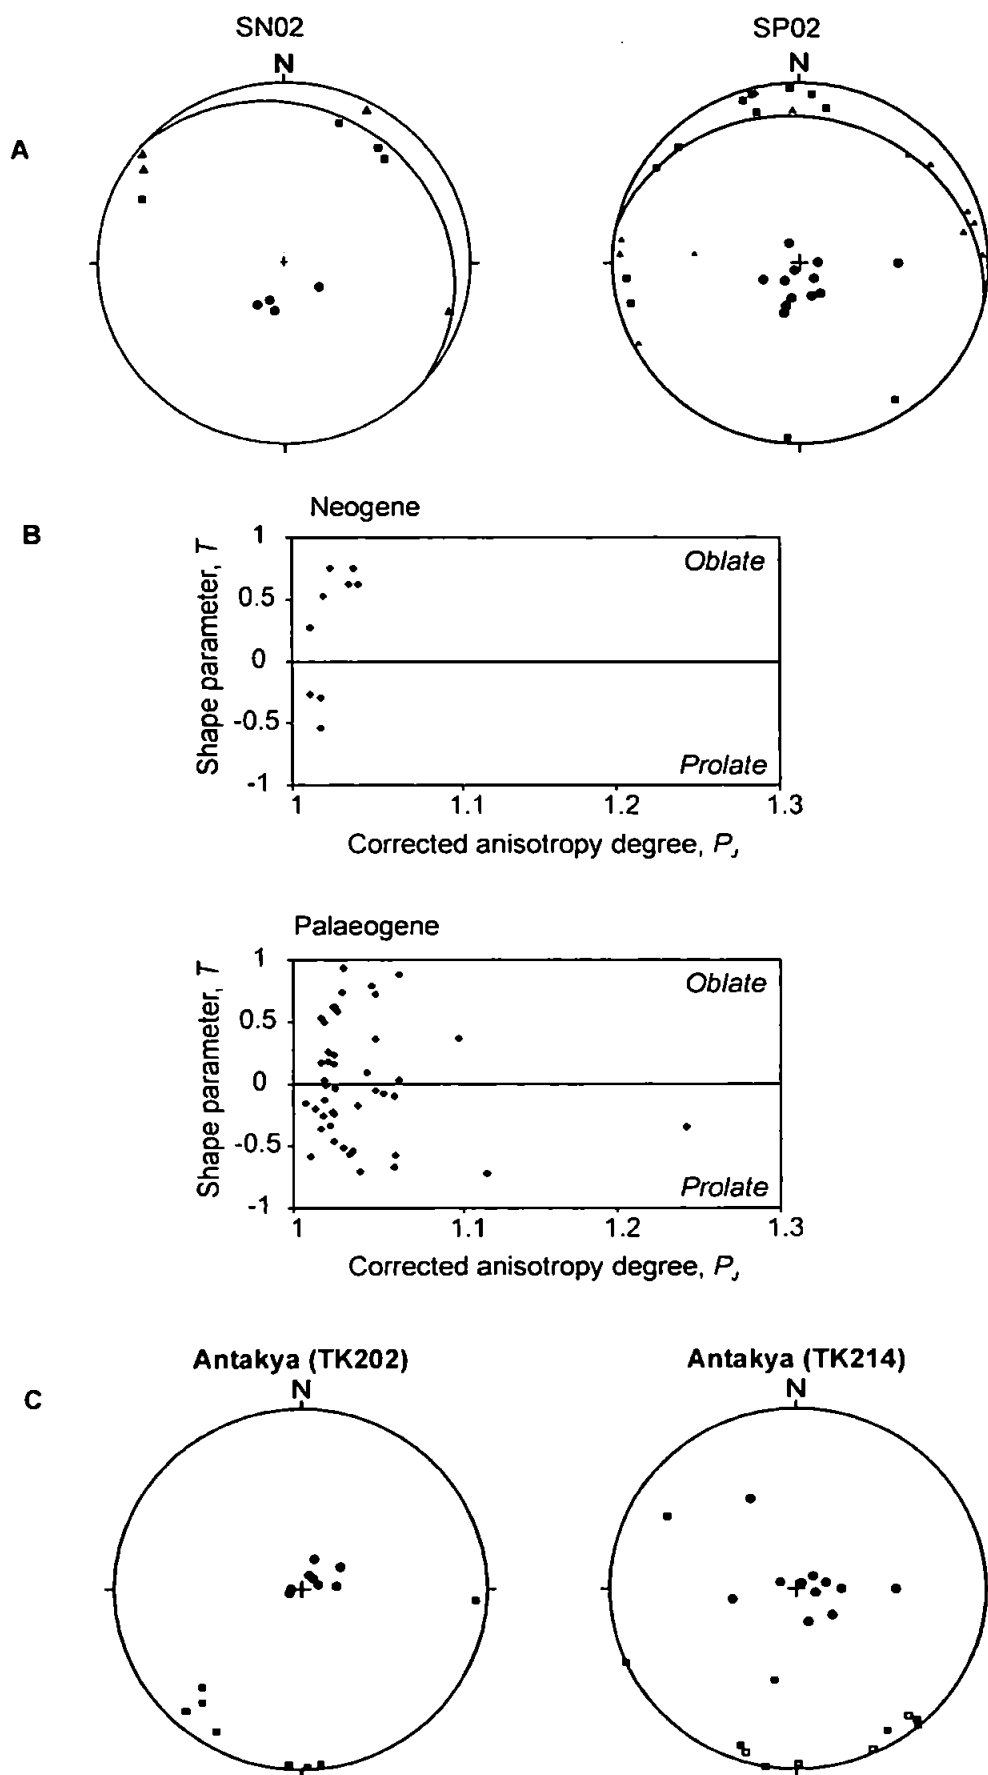 SN02
SP02
N
N
A
B
Neogene
1
0.5
0
-0.5
-1
Shape parameter, T
Oblate
Prolate
1
1.1
1.2
1.3
Corrected anisotropy degree, PJ
Palaeogene
1
0.5
0
-0.5
-1
Shape parameter, T
Oblate
Prolate
1
1.1
1.2
1.3
Corrected anisotropy degree, PJ
Antakya (TK202)
Antakya (TK214)
C
N
N